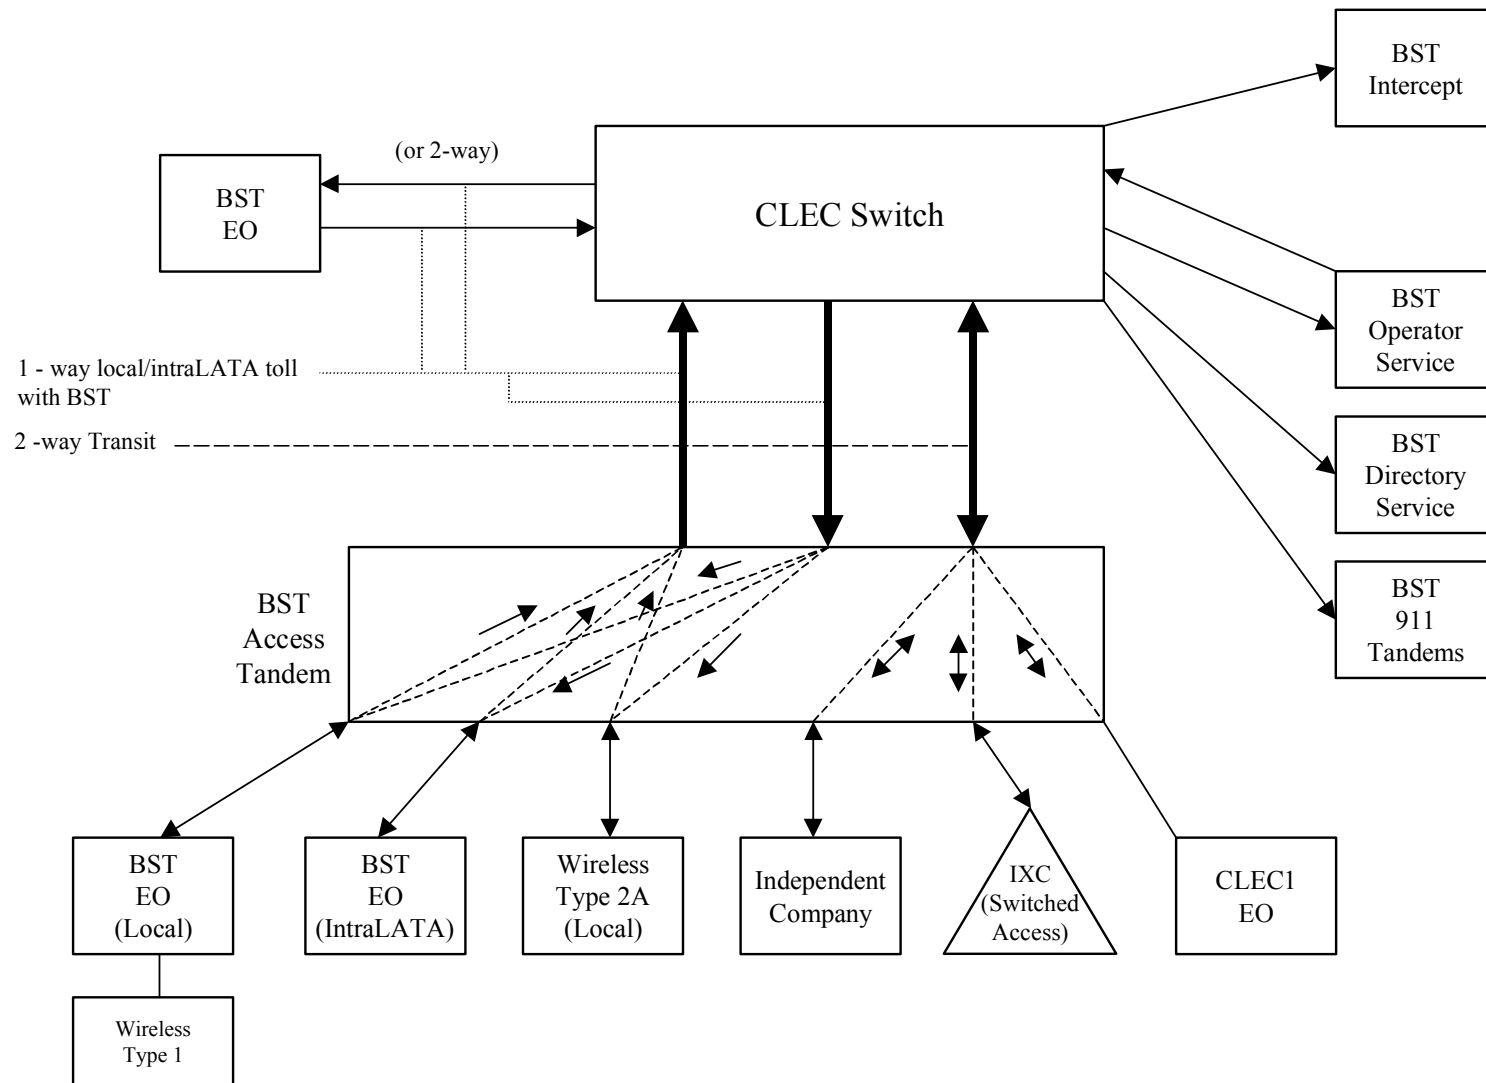 BST
Intercept
(or 2-way)
BST
EO
CLEC Switch
BST
Operator
Service
1 - way local/intraLATA toll
with BST
2 -way Transit
BST
Directory
Service
BST
Access
Tandem
BST
911
Tandems
BST
EO
(Local)
BST
EO
(IntraLATA)
Wireless
Type 2A
(Local)
Independent
Company
IXC
(Switched
Access)
CLEC1
EO
Wireless
Type 1